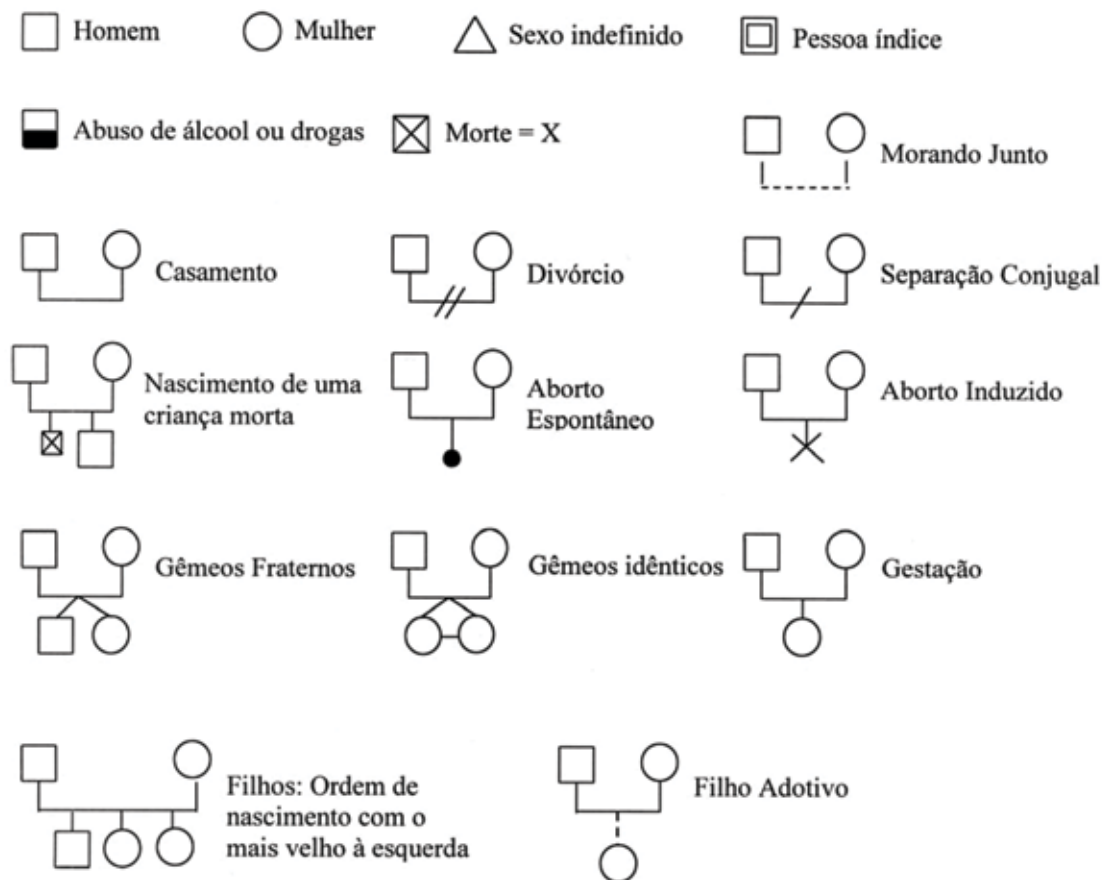 Homem
Mulher
Sexo indefinido
Pessoa índice
Abuso de álcool ou drogas
Morte = X
Morando Junto
Casamento
Divórcio
Separação Conjugal
Nascimento de uma
criança morta
Aborto
Espontâneo
Aborto Induzido
Gêmeos Fraternos
Gêmeos idênticos
Gestação
Filhos: Ordem de
nascimento com o
mais velho à esquerda
Filho Adotivo